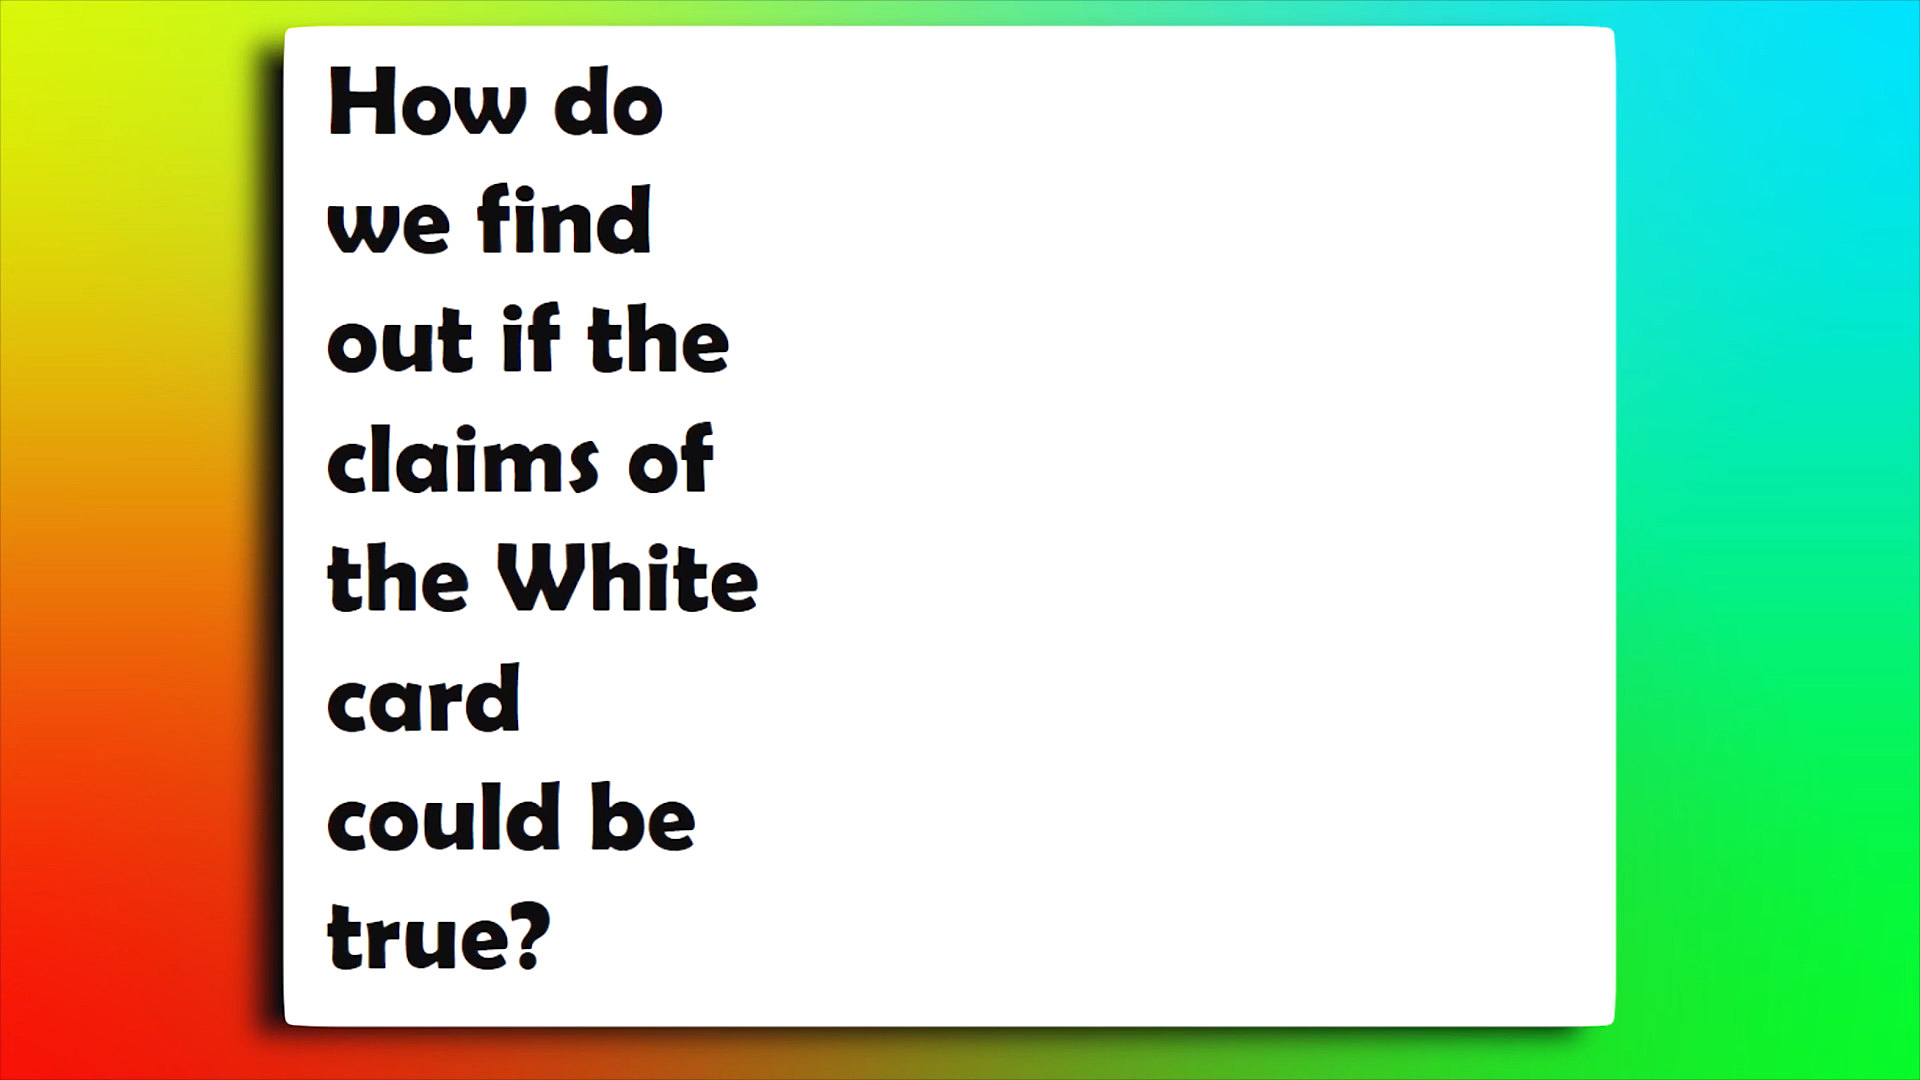 How do
we find
out if the
claims of
the White
card
could be
true?